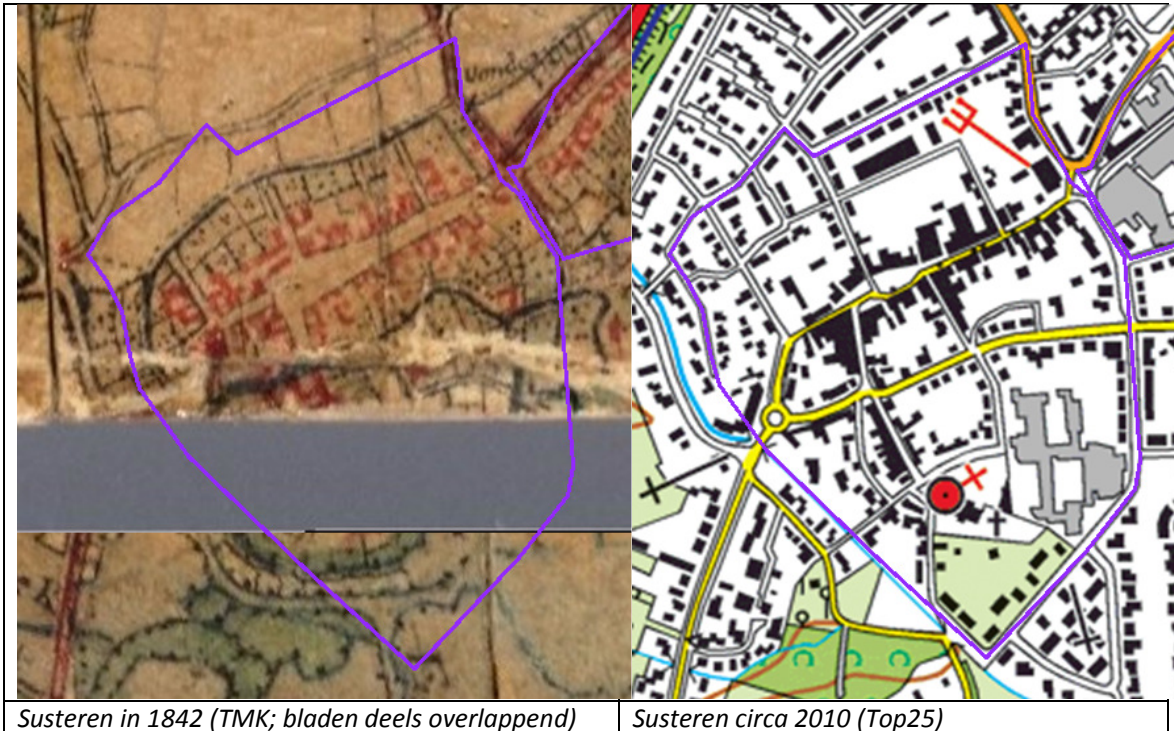 Susteren in 1842 (TMK; bladen deels overlappend)
Susteren circa 2010 (Top25)